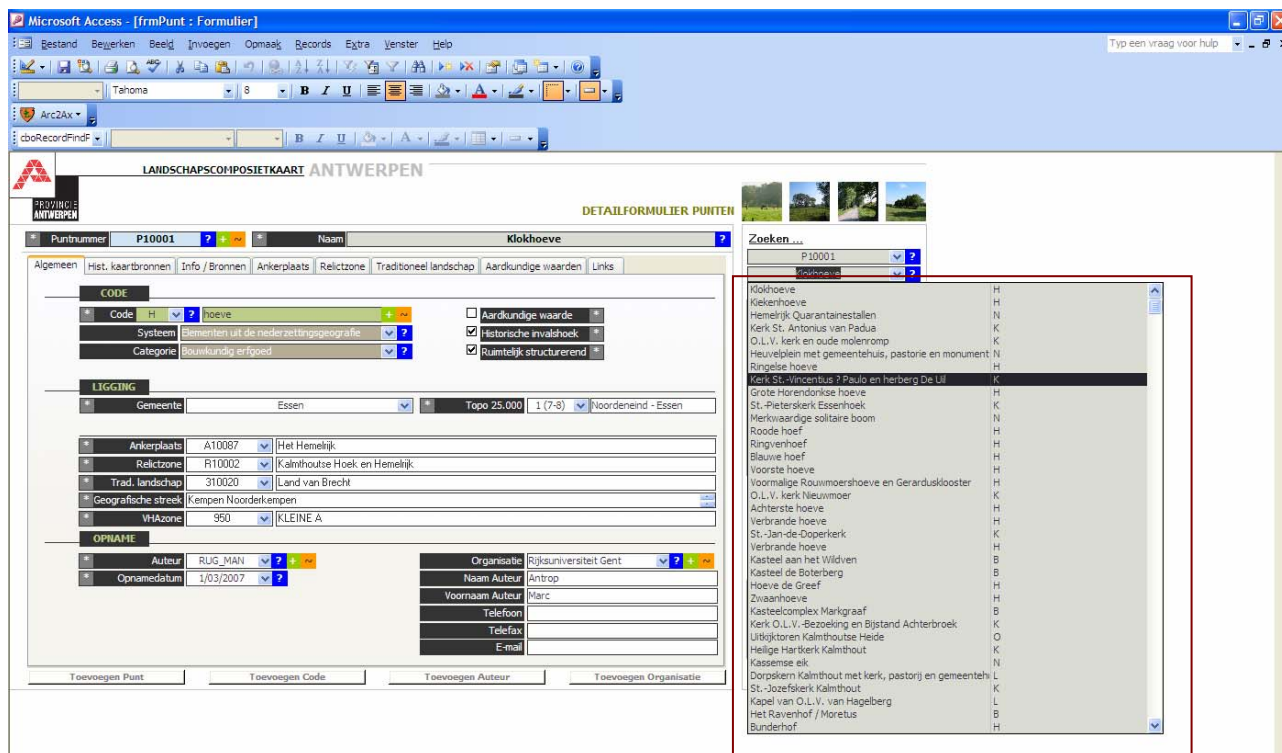 Microsoft Access - [frmPunt : Formulier]
Bestand Bewerken Beeld Invoegen Opmaak Records Extra Venster Help
Typ een vraag voor hulp
Tahoma 8 B I U
Arc2Ax
cboRecordFindF B I U
LANDSCHAPSCOMPOSIETKAART ANTWERPEN
PROVINCIE
ANTWERPEN
DETAILFORMULIER PUNTEN
* Puntnummer P10001 ? + ~ * Naam Klokhoeve ?
Zoeken ...
P10001 ?
Klokhoeve ?
Algemeen Hist. kaartbronnen Info / Bronnen Ankerplaats Relictzone Traditioneel landschap Aardkundige waarden Links
CODE
* Code H ? hoeve + ~
Aardkundige waarde *
Systeem Elementen uit de nederzettingsgeografie ?
Historische invalshoek *
Categorie Bouwkundig erfgoed ?
Ruimtelijk structurerend *
LIGGING
* Gemeente Essen * Topo 25.000 1 (7-8) Noordeneind - Essen
* Ankerplaats A10087 Het Hemelrijk
* Relictzone R10002 Kalmthoutse Hoek en Hemelrijk
* Trad. landschap 310020 Land van Brecht
* Geografische streek Kempen Noorderkempen
* VHAzone 950 KLEINE A
OPNAME
* Auteur RUG_MAN ? + ~
* Opnamedatum 1/03/2007 ?
Organisatie Rijksuniversiteit Gent ? + ~
Naam Auteur Antrop
Voornaam Auteur Marc
Telefoon
Telefax
E-mail
Toevoegen Punt Toevoegen Code Toevoegen Auteur Toevoegen Organisatie
Klokhoeve H
Kiekenhoeve H
Hemelrijk Quarantainestallen N
Kerk St. Antonius van Padua K
O.L.V. kerk en oude molenromp K
Heuvelplein met gemeentehuis, pastorie en monument N
Ringelse hoeve H
Kerk St.-Vincentius ? Paulo en herberg De Uil K
Grote Horendonkse hoeve H
St.-Pieterskerk Essenhoek K
Merkwaardige solitaire boom N
Roode hoef H
Ringvenhoef H
Blauwe hoef H
Voorste hoeve H
Voormalige Rouwmoershoeve en Gerardusklooster H
O.L.V. kerk Nieuwmoer K
Achterste hoeve H
Verbrande hoeve H
St.-Jan-de-Doperkerk K
Verbrande hoeve H
Kasteel aan het Wildven B
Kasteel de Boterberg B
Hoeve de Greef H
Zwaanhoeve H
Kasteelcomplex Markgraaf B
Kerk O.L.V.-Bezoeking en Bijstand Achterbroek K
Uitkijktoren Kalmthoutse Heide O
Heilige Hartkerk Kalmthout K
Kassemse eik N
Dorpskern Kalmthout met kerk, pastorij en gemeenteh L
St.-Jozefskerk Kalmthout K
Kapel van O.L.V. van Hagelberg L
Het Ravenhof / Moretus B
Bunderhof H